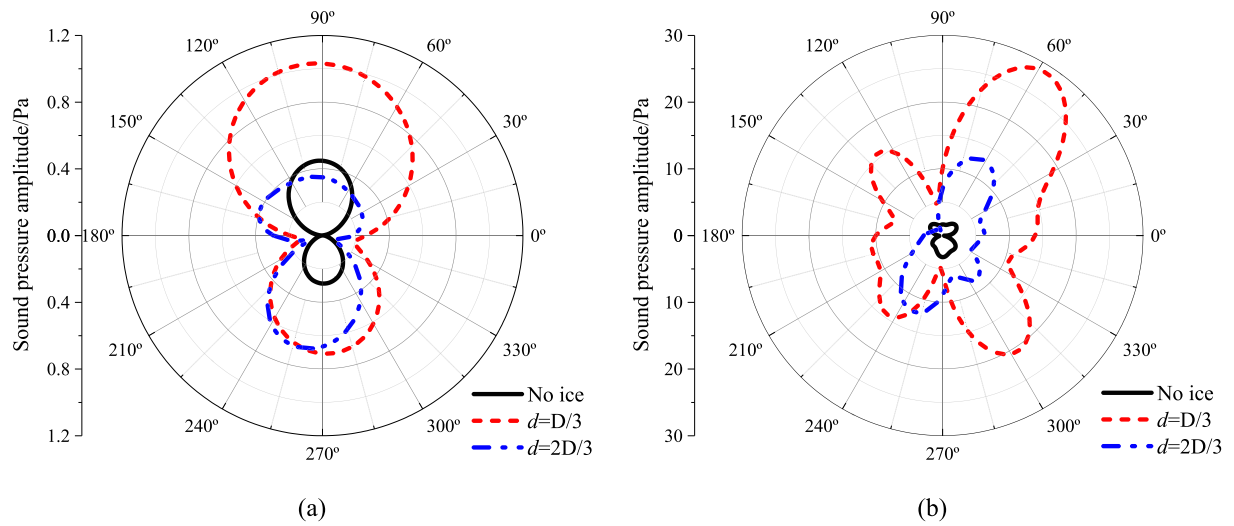 90º
120º
60º
150º
30º
180º
0º
210º
330º
240º
300º
270º
1.2
0.8
0.4
0.0
0.4
0.8
1.2
Sound pressure amplitude/Pa
No ice
d=D/3
d=2D/3
(a)
90º
120º
60º
150º
30º
180º
0º
210º
330º
240º
300º
270º
30
20
10
0
10
20
30
Sound pressure amplitude/Pa
No ice
d=D/3
d=2D/3
(b)